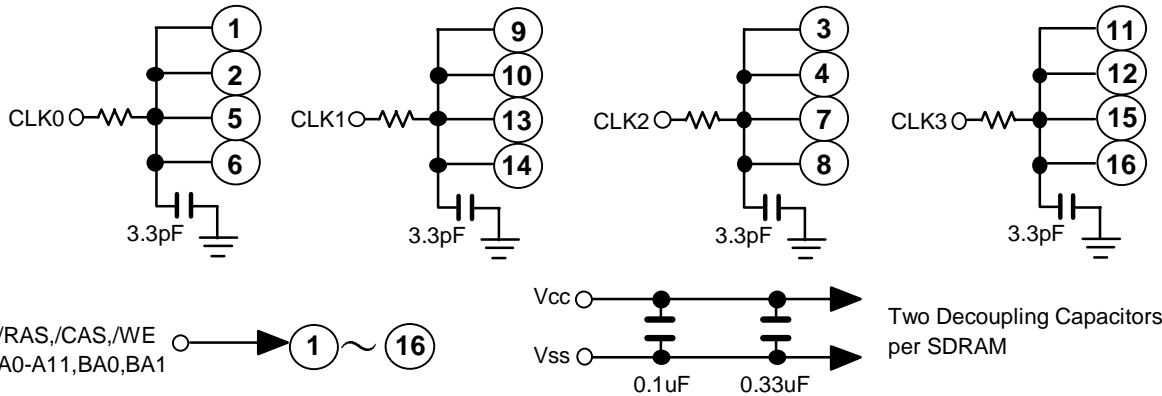 1
2
CLK0
5
6
3.3pF
9
10
CLK1
13
14
3.3pF
3
4
CLK2
7
8
3.3pF
11
12
CLK3
15
16
3.3pF
/RAS,/CAS,/WE
A0-A11,BA0,BA1
1 ~ 16
Vcc
Vss
0.1uF 0.33uF
Two Decoupling Capacitors
per SDRAM